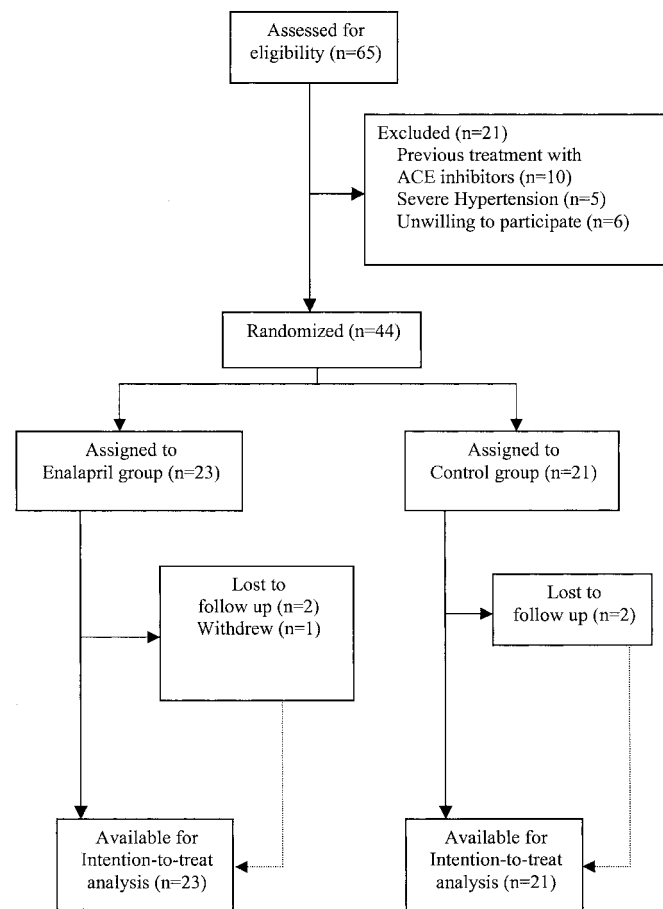 Assessed for
eligibility (n=65)
Excluded (n=21)
Previous treatment with
ACE inhibitors (n=10)
Severe Hypertension (n=5)
Unwilling to participate (n=6)
Randomized (n=44)
Assigned to
Enalapril group (n=23)
Assigned to
Control group (n=21)
Lost to
follow up (n=2)
Withdrew (n=1)
Lost to
follow up (n=2)
Available for
Intention-to-treat
analysis (n=23)
Available for
Intention-to-treat
analysis (n=21)